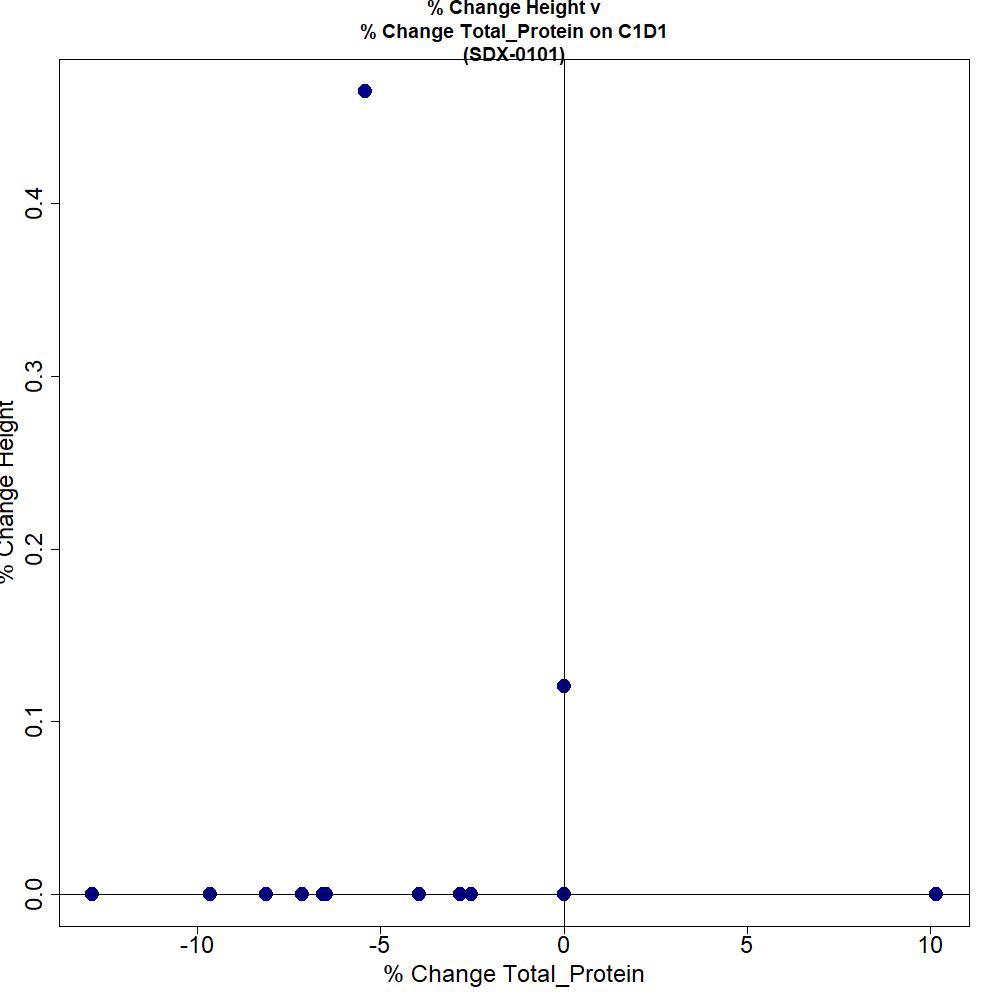 % Change Height v
% Change Total_Protein on C1D1
(SDX-0101)
% Change Height
0.4
0.3
0.2
0.1
0.0
-10
-5
0
5
10
% Change Total_Protein